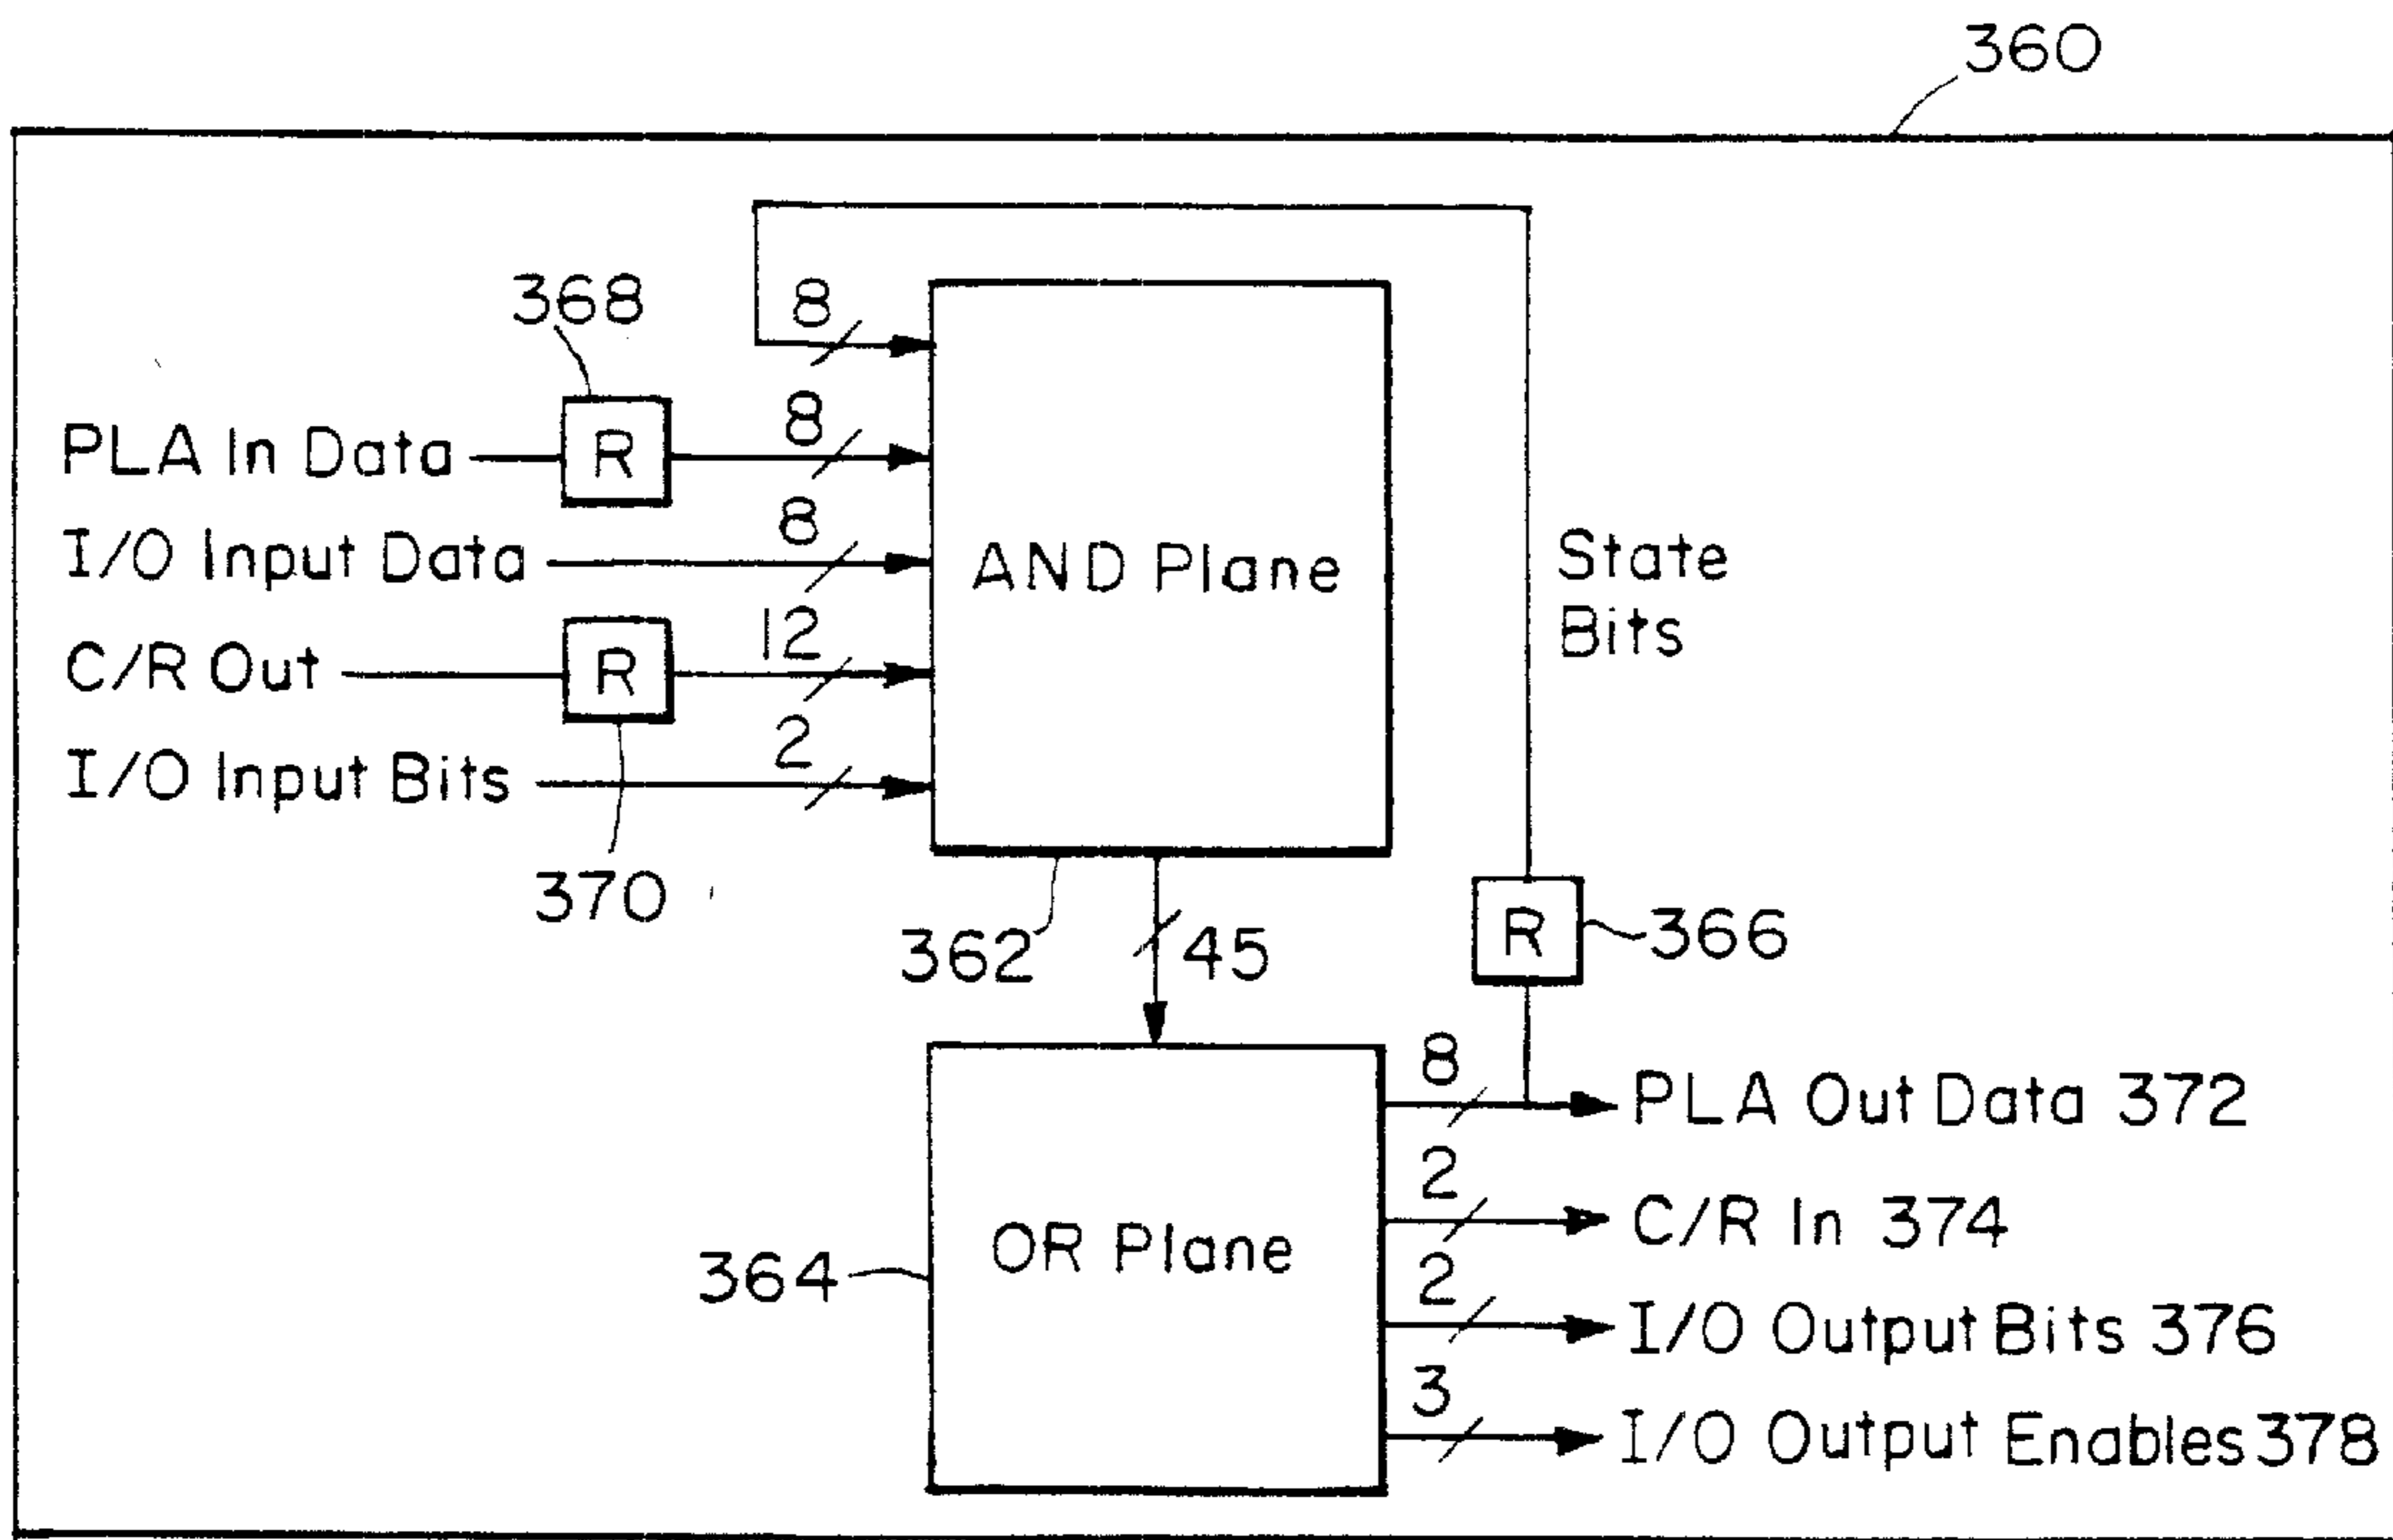 360
8
368
PLA In Data
R
8
I/O Input Data
8
AND Plane
State
Bits
C/R Out
R
12
I/O Input Bits
2
370
362
45
R
366
8
PLA Out Data 372
2
C/R In 374
364
OR Plane
2
I/O Output Bits 376
3
I/O Output Enables 378